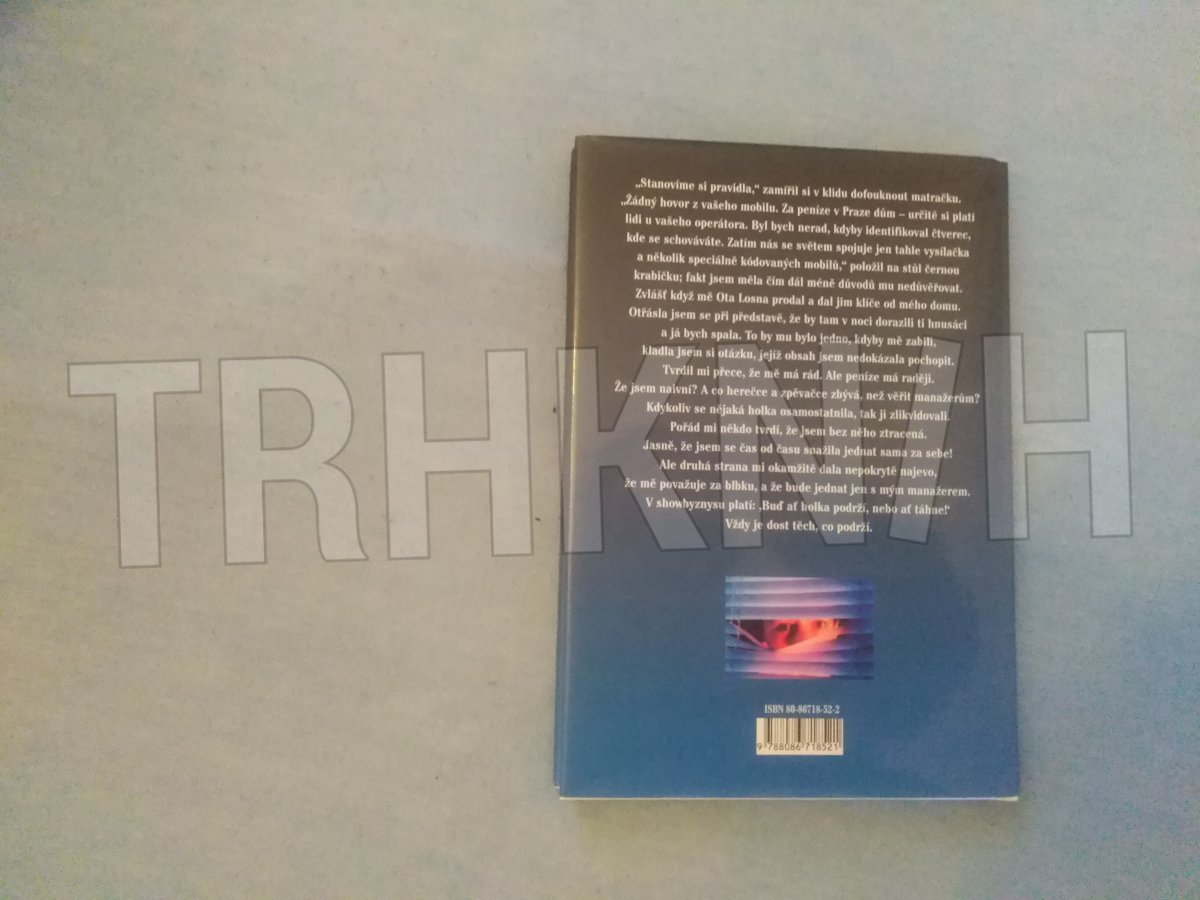 „Stanovíme si pravidla,“ zamířil si v klidu dofouknout matračku.
„Žádný hovor z vašeho mobilu. Za peníze v Praze dům – určitě si platí
lidi u vašeho operátora. Byl bych nerad, kdyby identifikoval čtverec,
kde se schováváte. Zatím nás se světem spojuje jen tahle vysílačka
a několik speciálně kódovaných mobilů,“ položil na stůl černou
krabičku; fakt jsem měla čím dál méně důvodů mu nedůvěřovat.
Zvlášť když mě Ota Losna prodal a dal jim klíče od mého domu.
Otřásla jsem se při představě, že by tam v noci dorazili ti hnusáci
a já bych spala. To by mu bylo jedno, kdyby mě zabili,
kladla jsem si otázku, jejíž obsah jsem nedokázala pochopit.
Tvrdil mi přece, že mě má rád. Ale peníze má raději.
Že jsem naivní? A co herečce a zpěvačce zbývá, než věřit manažerům?
Kdykoliv se nějaká holka osamostatnila, tak ji zlikvidovali.
Pořád mi někdo tvrdí, že jsem bez něho ztracená.
Jasně, že jsem se čas od času snažila jednat sama za sebe!
Ale druhá strana mi okamžitě dala nepokrytě najevo,
že mě považuje za blbku, a že bude jednat jen s mým manažerem.
V showbyznysu platí: ‚Buď ať holka podrží, nebo ať táhne!‘
Vždy je dost těch, co podrží.
TRHKNIH
ISBN 80-86718-52-2
9 788086 718521